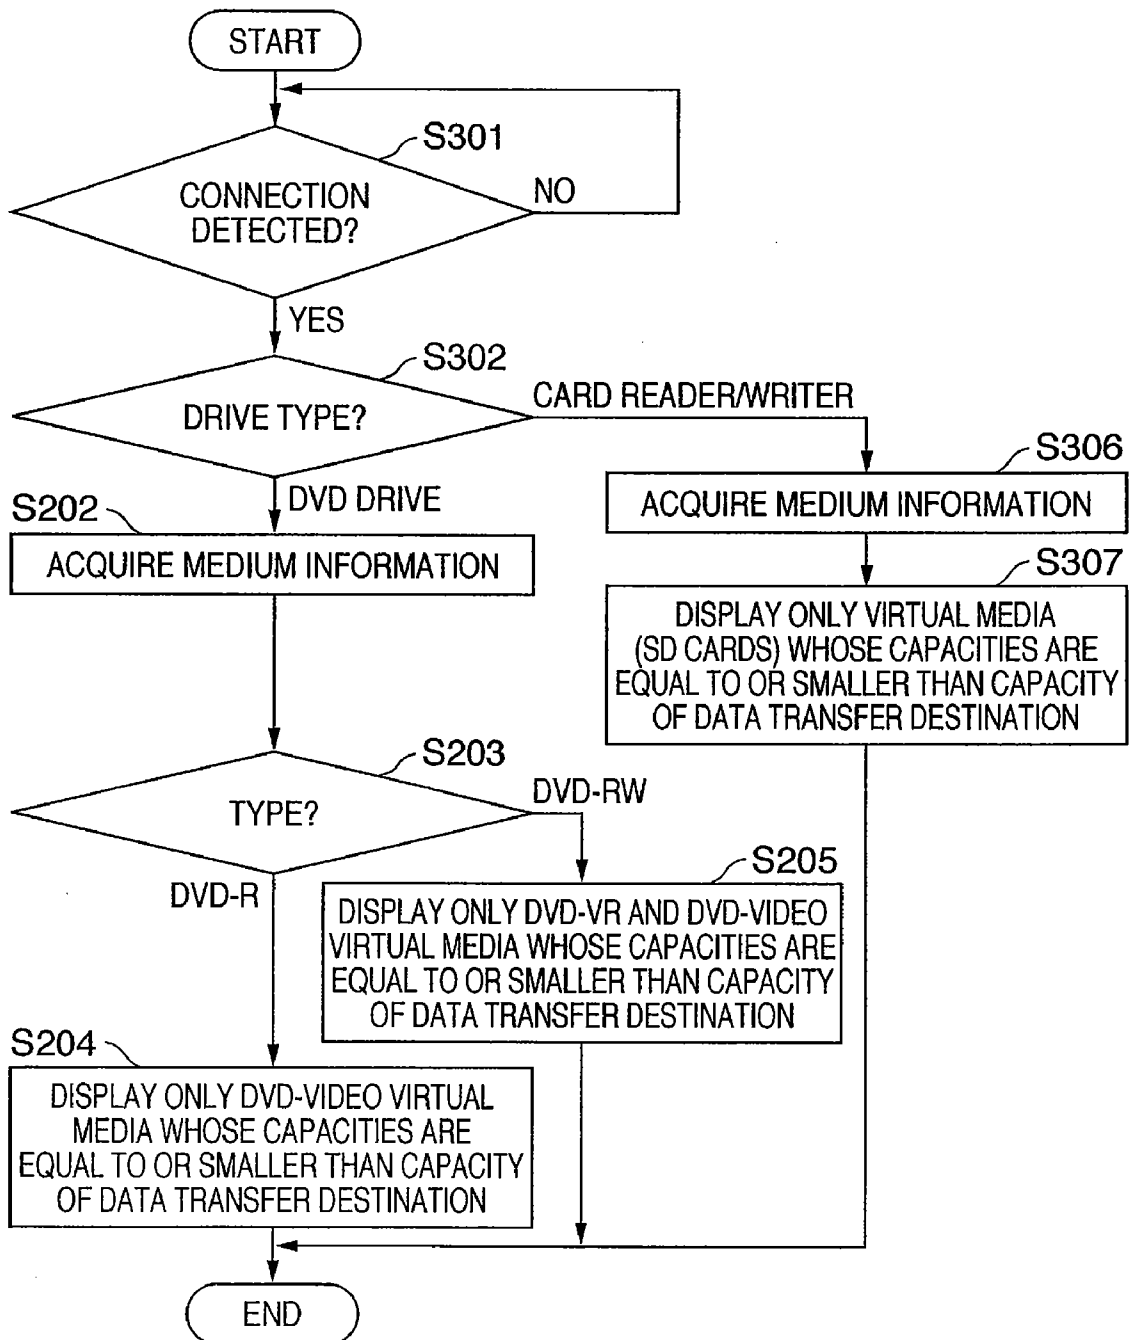 START
S301
CONNECTION
DETECTED?
NO
YES
S302
DRIVE TYPE?
CARD READER/WRITER
DVD DRIVE
S306
ACQUIRE MEDIUM INFORMATION
S202
ACQUIRE MEDIUM INFORMATION
S307
DISPLAY ONLY VIRTUAL MEDIA
(SD CARDS) WHOSE CAPACITIES ARE
EQUAL TO OR SMALLER THAN CAPACITY
OF DATA TRANSFER DESTINATION
S203
TYPE?
DVD-RW
DVD-R
S205
DISPLAY ONLY DVD-VR AND DVD-VIDEO
VIRTUAL MEDIA WHOSE CAPACITIES ARE
EQUAL TO OR SMALLER THAN CAPACITY
OF DATA TRANSFER DESTINATION
S204
DISPLAY ONLY DVD-VIDEO VIRTUAL
MEDIA WHOSE CAPACITIES ARE
EQUAL TO OR SMALLER THAN CAPACITY
OF DATA TRANSFER DESTINATION
END